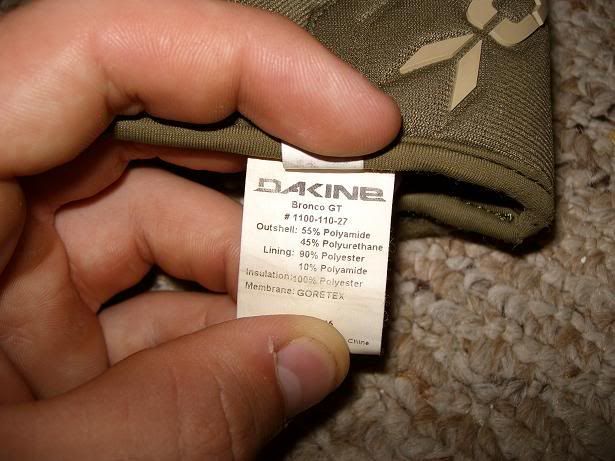 DAKINE
Bronco GT
# 1100-110-27
Outshell: 55% Polyamide
45% Polyurethane
Lining: 90% Polyester
10% Polyamide
Insulation: 100% Polyester
Membrane: GORETEX
China